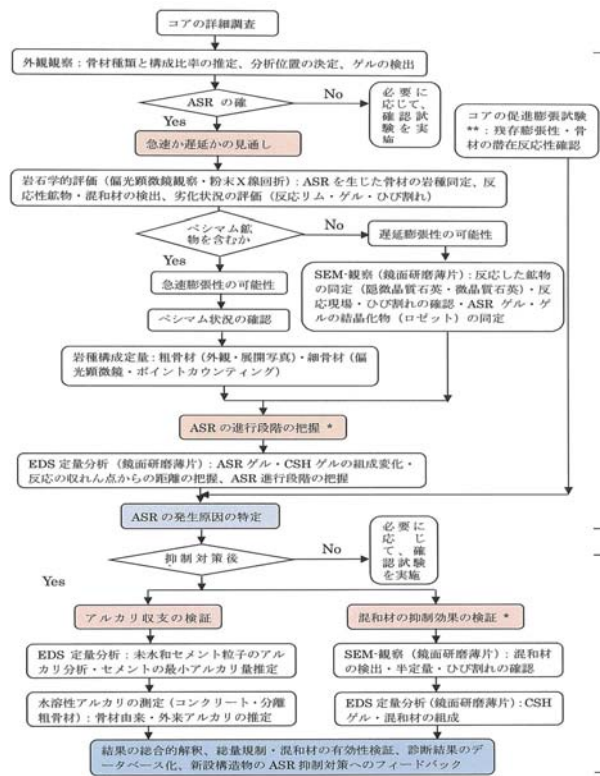 コアの詳細調査
外観観察：骨材種類と構成比率の推定、分析位置の決定、ゲルの検出
ASR の確
No
Yes
必要に
応じて、
確認試
験を実
施
急速か遅延かの見通し
コアの促進膨張試験
**：残存膨張性・骨
材の潜在反応性確認
岩石学的評価（偏光顕微鏡観察・粉末X線回折）：ASR を生じた骨材の岩種同定、反
応性鉱物・混和材の検出、劣化状況の評価（反応リム・ゲル・ひび割れ）
ペシマム鉱
物を含むか
No
Yes
遅延膨張性の可能性
急速膨張性の可能性
SEM-観察（鏡面研磨薄片）：反応した鉱物
の同定（隠微晶質石英・微晶質石英）・反
応現場・ひび割れの確認・ASR ゲル・ゲ
ルの結晶化物（ロゼット）の同定
ペシマム状況の確認
岩種構成定量：粗骨材（外観・展開写真）・細骨材（偏
光顕微鏡・ポイントカウンティング）
ASR の進行段階の把握 *
EDS 定量分析（鏡面研磨薄片）：ASR ゲル・CSH ゲルの組成変化・
反応の収れん点からの距離の把握、ASR 進行段階の把握
ASR の発生原因の特定
抑制対策後
No
Yes
必要に
応じ
て、確
認試験
を実施
アルカリ収支の検証
混和材の抑制効果の検証 *
EDS 定量分析：未水和セメント粒子のア
ルカリ分析・セメントの最小アルカリ量推定
SEM-観察（鏡面研磨薄片）：混和材
の検出・半定量・ひび割れの確認
水溶性アルカリの測定（コンクリート・分離
粗骨材）：骨材由来・外来アルカリの推定
EDS 定量分析（鏡面研磨薄片）：CSH
ゲル・混和材の組成
結果の総合的解釈、総量規制・混和材の有効性検証、診断結果のデ
ータベース化、新設構造物の ASR 抑制対策へのフィードバック